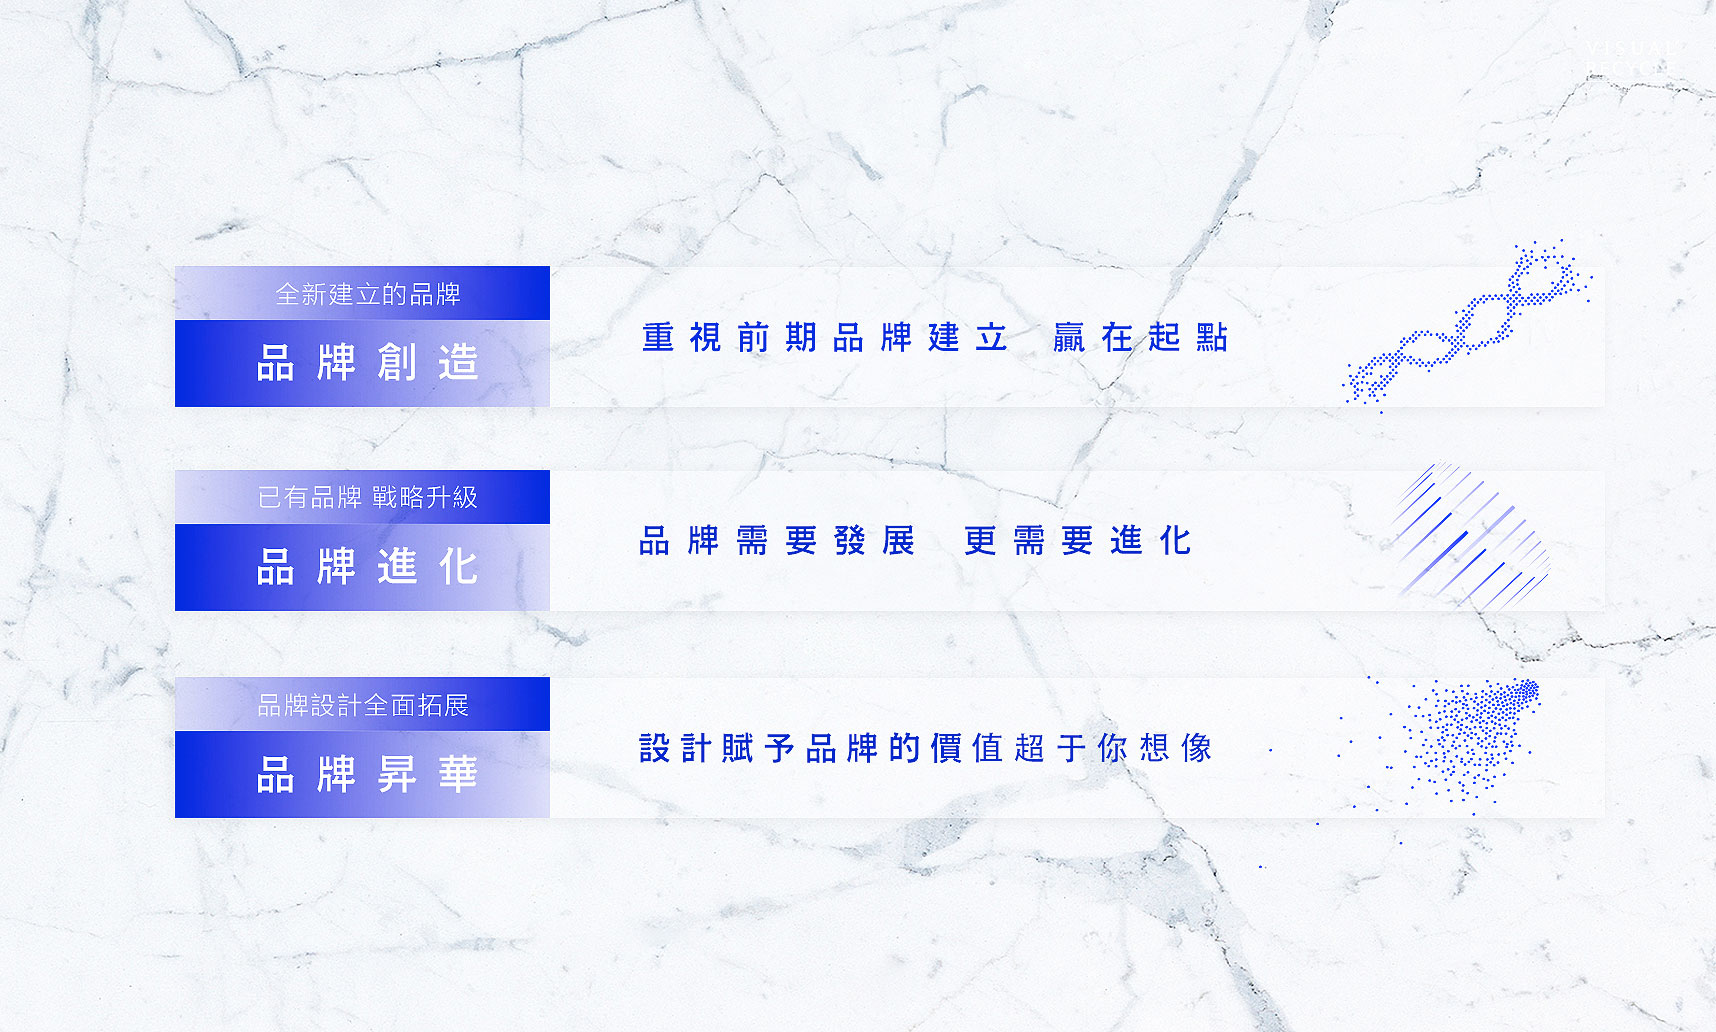 VISUAL
RECYCLE
全新建立的品牌
品牌創造
重視前期品牌建立 贏在起點
已有品牌 戰略升級
品牌進化
品牌需要發展 更需要進化
品牌設計全面拓展
品牌昇華
設計賦予品牌的價值超于你想像